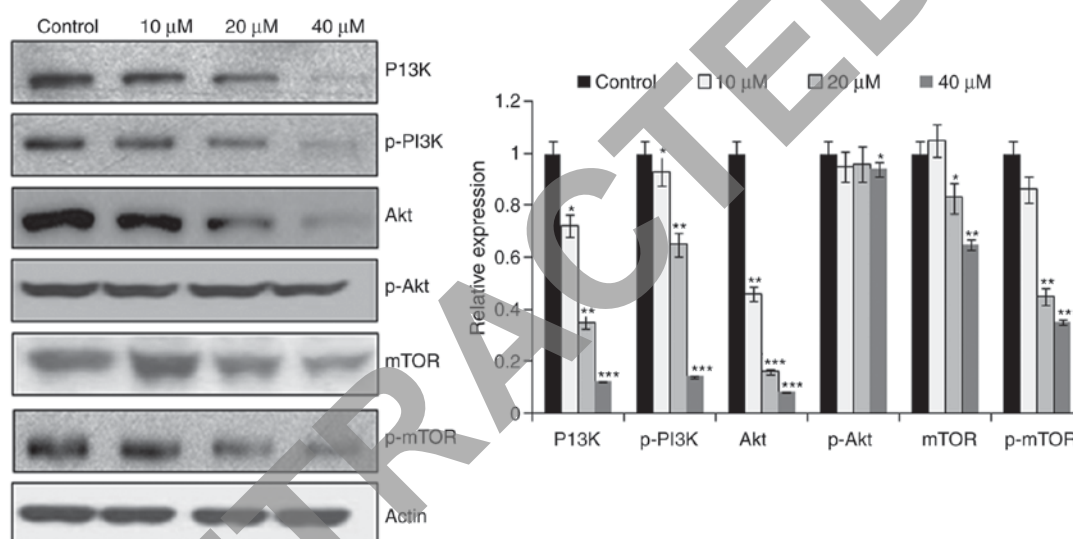 Control 10 μM 20 μM 40 μM
P13K
p-PI3K
Akt
p-Akt
mTOR
p-mTOR
Actin
Control 10 μM 20 μM 40 μM
Relative expression
1.2
1
0.8
0.6
0.4
0.2
0
* ** ***
* ** ***
** *** ***
*
* **
** **
P13K p-PI3K Akt p-Akt mTOR p-mTOR
TRACTED